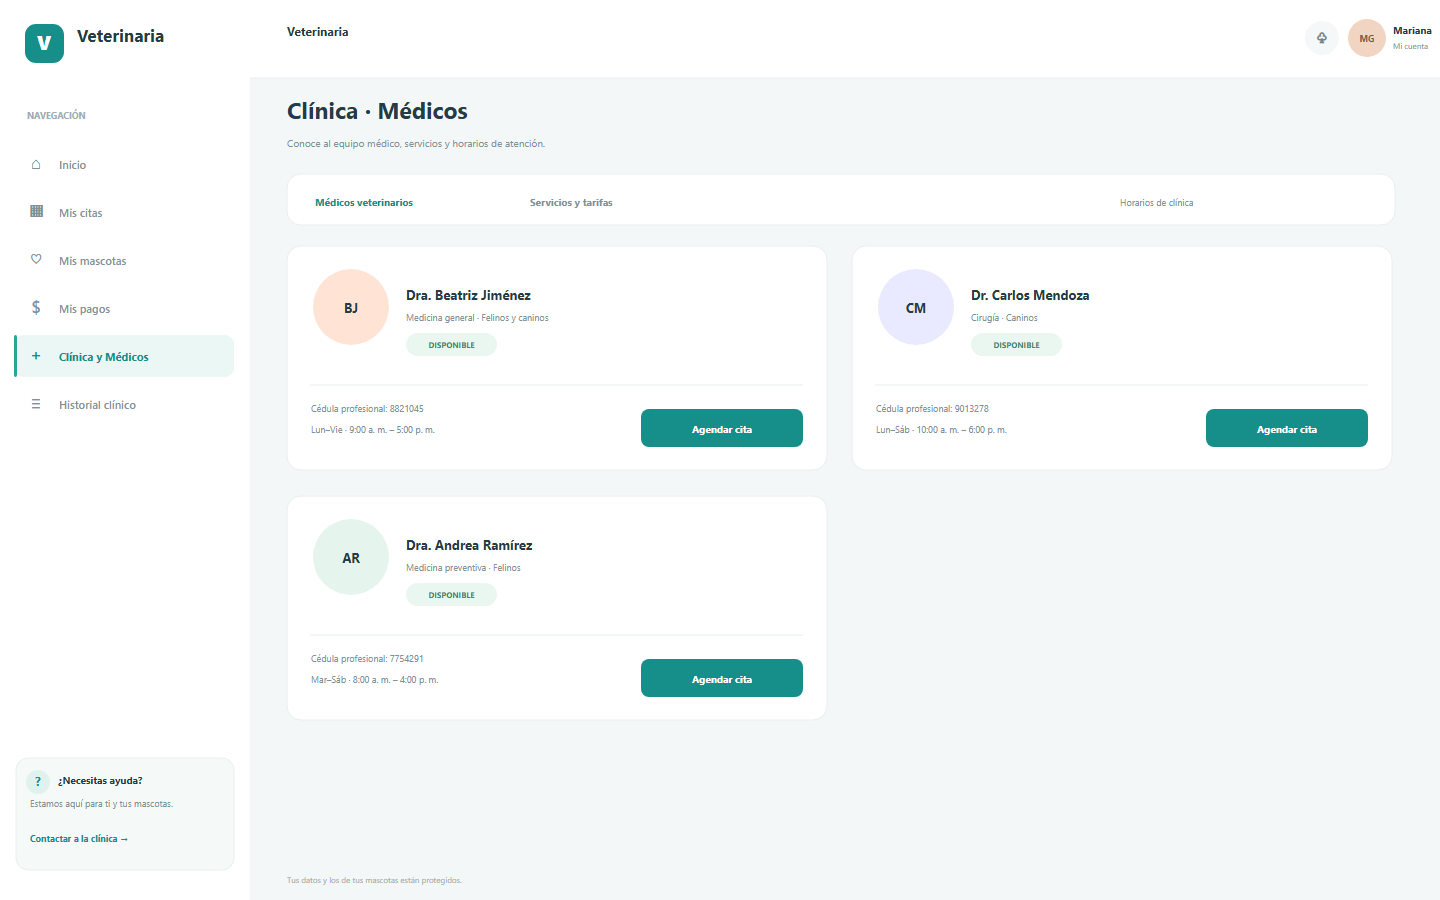 V
Veterinaria
NAVEGACIÓN
Inicio
Mis citas
Mis mascotas
$ Mis pagos
+ Clínica y Médicos
Historial clínico
? ¿Necesitas ayuda?
Estamos aquí para ti y tus mascotas.
Contactar a la clínica →
Veterinaria
MG
Mariana
Mi cuenta
Clínica · Médicos
Conoce al equipo médico, servicios y horarios de atención.
Médicos veterinarios
Servicios y tarifas
Horarios de clínica
BJ
Dra. Beatriz Jiménez
Medicina general · Felinos y caninos
DISPONIBLE
Cédula profesional: 8821045
Lun–Vie · 9:00 a. m. – 5:00 p. m.
Agendar cita
CM
Dr. Carlos Mendoza
Cirugía · Caninos
DISPONIBLE
Cédula profesional: 9013278
Lun–Sáb · 10:00 a. m. – 6:00 p. m.
Agendar cita
AR
Dra. Andrea Ramírez
Medicina preventiva · Felinos
DISPONIBLE
Cédula profesional: 7754291
Mar–Sáb · 8:00 a. m. – 4:00 p. m.
Agendar cita
Tus datos y los de tus mascotas están protegidos.